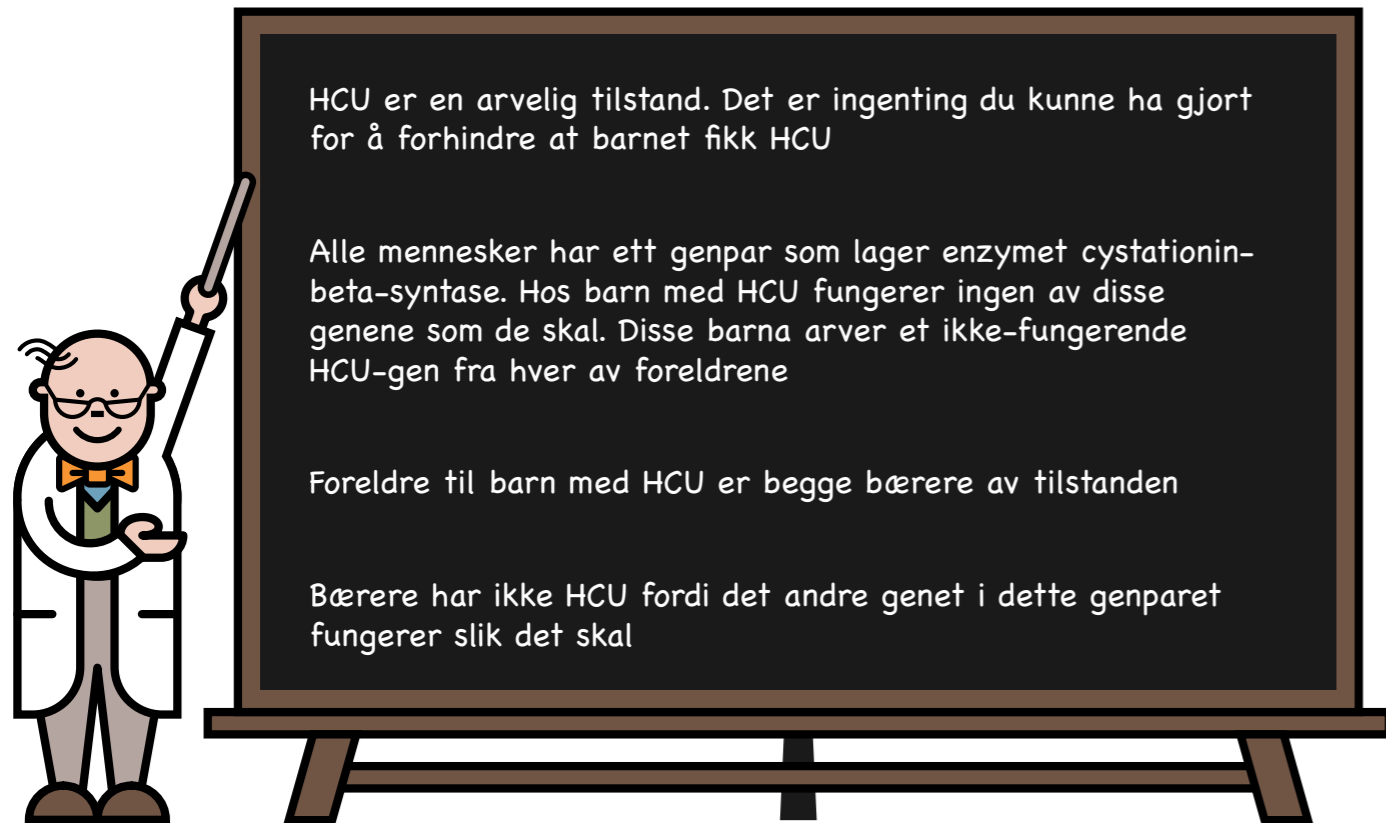 HCU er en arvelig tilstand. Det er ingenting du kunne ha gjort
for å forhindre at barnet fikk HCU
Alle mennesker har ett genpar som lager enzymet cystationin-
beta-syntase. Hos barn med HCU fungerer ingen av disse
genene som de skal. Disse barna arver et ikke-fungerende
HCU-gen fra hver av foreldrene
Foreldre til barn med HCU er begge bærere av tilstanden
Bærere har ikke HCU fordi det andre genet i dette genparet
fungerer slik det skal